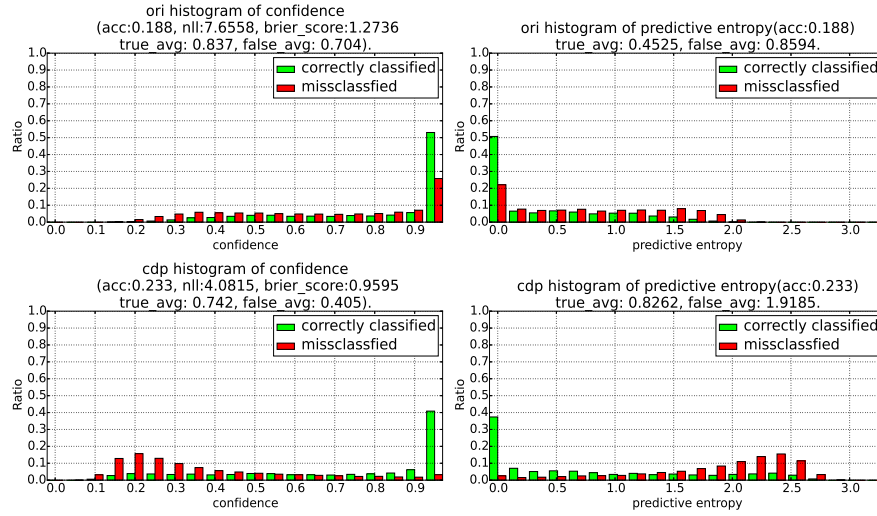 ori histogram of confidence
(acc:0.188, nll:7.6558, brier_score:1.2736
true_avg: 0.837, false_avg: 0.704).
1.0
0.9
0.8
0.7
0.6
0.5
0.4
0.3
0.2
0.1
0.0
Ratio
correctly classified
missclassfied
0.0 0.1 0.2 0.3 0.4 0.5 0.6 0.7 0.8 0.9
confidence
ori histogram of predictive entropy(acc:0.188)
true_avg: 0.4525, false_avg: 0.8594.
1.0
0.9
0.8
0.7
0.6
0.5
0.4
0.3
0.2
0.1
0.0
Ratio
correctly classified
missclassfied
0.0 0.5 1.0 1.5 2.0 2.5 3.0
predictive entropy
cdp histogram of confidence
(acc:0.233, nll:4.0815, brier_score:0.9595
true_avg: 0.742, false_avg: 0.405).
1.0
0.9
0.8
0.7
0.6
0.5
0.4
0.3
0.2
0.1
0.0
Ratio
correctly classified
missclassfied
0.0 0.1 0.2 0.3 0.4 0.5 0.6 0.7 0.8 0.9
confidence
cdp histogram of predictive entropy(acc:0.233)
true_avg: 0.8262, false_avg: 1.9185.
1.0
0.9
0.8
0.7
0.6
0.5
0.4
0.3
0.2
0.1
0.0
Ratio
correctly classified
missclassfied
0.0 0.5 1.0 1.5 2.0 2.5 3.0
predictive entropy